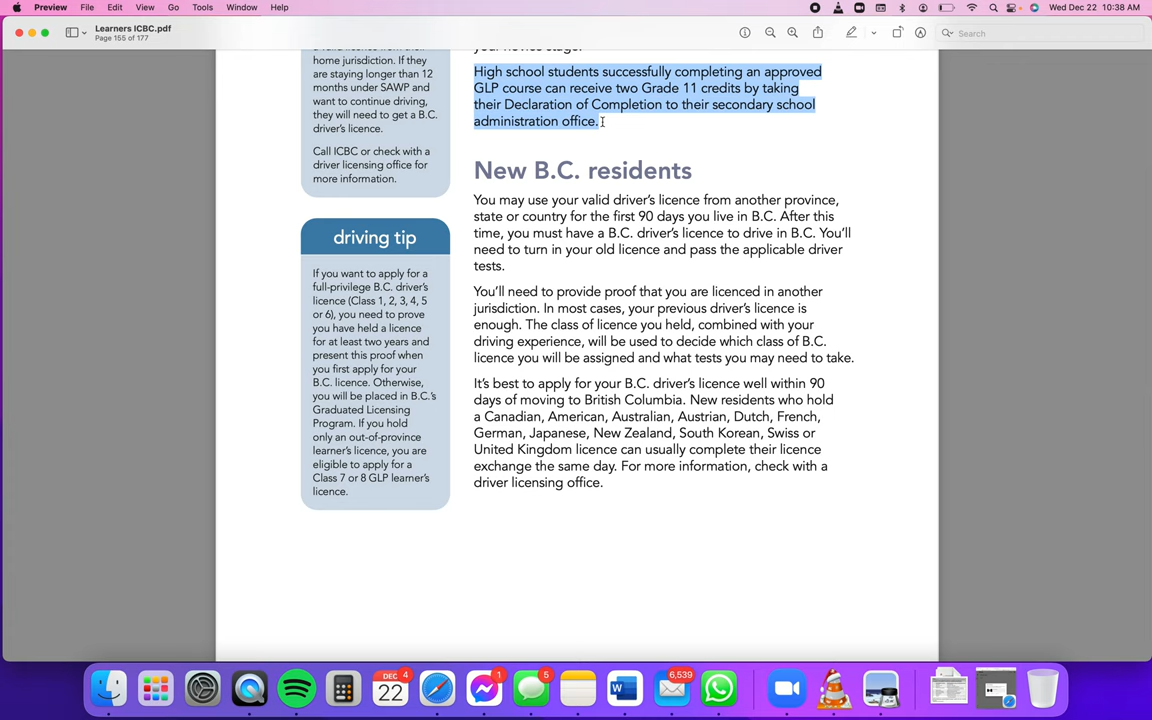 Preview File Edit View Go Tools Window Help Wed Dec 22 10:38 AM
Learners ICBC.pdf
Page 155 of 177
Search
home jurisdiction. If they
are staying longer than 12
months under SAWP and
want to continue driving,
they will need to get a B.C.
driver's licence.
Call ICBC or check with a
driver licensing office for
more information.
driving tip
If you want to apply for a
full-privilege B.C. driver's
licence (Class 1, 2, 3, 4, 5
or 6), you need to prove
you have held a licence
for at least two years and
present this proof when
you first apply for your
B.C. licence. Otherwise,
you will be placed in B.C.'s
Graduated Licensing
Program. If you hold
only an out-of-province
learner's licence, you are
eligible to apply for a
Class 7 or 8 GLP learner's
licence.
your novice stage.
High school students successfully completing an approved
GLP course can receive two Grade 11 credits by taking
their Declaration of Completion to their secondary school
administration office.
New B.C. residents
You may use your valid driver's licence from another province,
state or country for the first 90 days you live in B.C. After this
time, you must have a B.C. driver's licence to drive in B.C. You'll
need to turn in your old licence and pass the applicable driver
tests.
You'll need to provide proof that you are licenced in another
jurisdiction. In most cases, your previous driver's licence is
enough. The class of licence you held, combined with your
driving experience, will be used to decide which class of B.C.
licence you will be assigned and what tests you may need to take.
It's best to apply for your B.C. driver's licence well within 90
days of moving to British Columbia. New residents who hold
a Canadian, American, Australian, Austrian, Dutch, French,
German, Japanese, New Zealand, South Korean, Swiss or
United Kingdom licence can usually complete their licence
exchange the same day. For more information, check with a
driver licensing office.
DEC 4
22
1
5
6,539